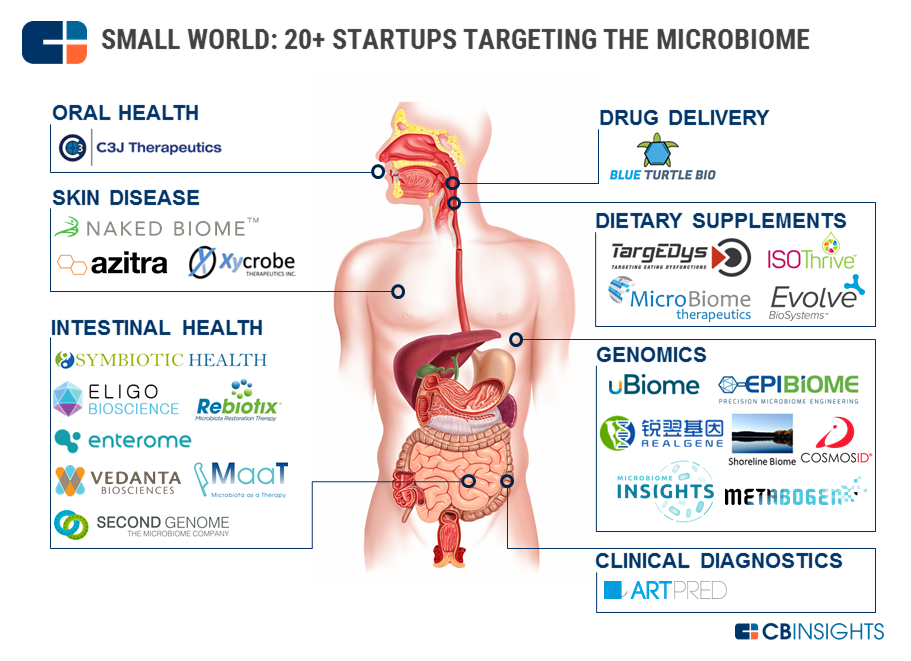 SMALL WORLD: 20+ STARTUPS TARGETING THE MICROBIOME
ORAL HEALTH
C3J Therapeutics
SKIN DISEASE
NAKED BIOME™
azitra
Xycrobe
THERAPEUTICS INC.
INTESTINAL HEALTH
SYMBIOTIC HEALTH
ELIGO
BIOSCIENCE
Rebiotix
Microbiota Restoration Therapy
enterome
VEDANTA
BIOSCIENCES
MaaT
Microbiota as a Therapy
SECOND GENOME
THE MICROBIOME COMPANY
DRUG DELIVERY
BLUE TURTLE BIO
DIETARY SUPPLEMENTS
TargEDys
TARGETING EATING DYSFUNCTIONS
ISOThrive™
MicroBiome
therapeutics
Evolve
BioSystems™
GENOMICS
uBiome
EPIBIOME
PRECISION MICROBIOME ENGINEERING
锐翌基因
REALGENE
Shoreline Biome
COSMOSID®
MICROBIOME
INSIGHTS
METABOGEN
CLINICAL DIAGNOSTICS
ARTPRED
CBINSIGHTS